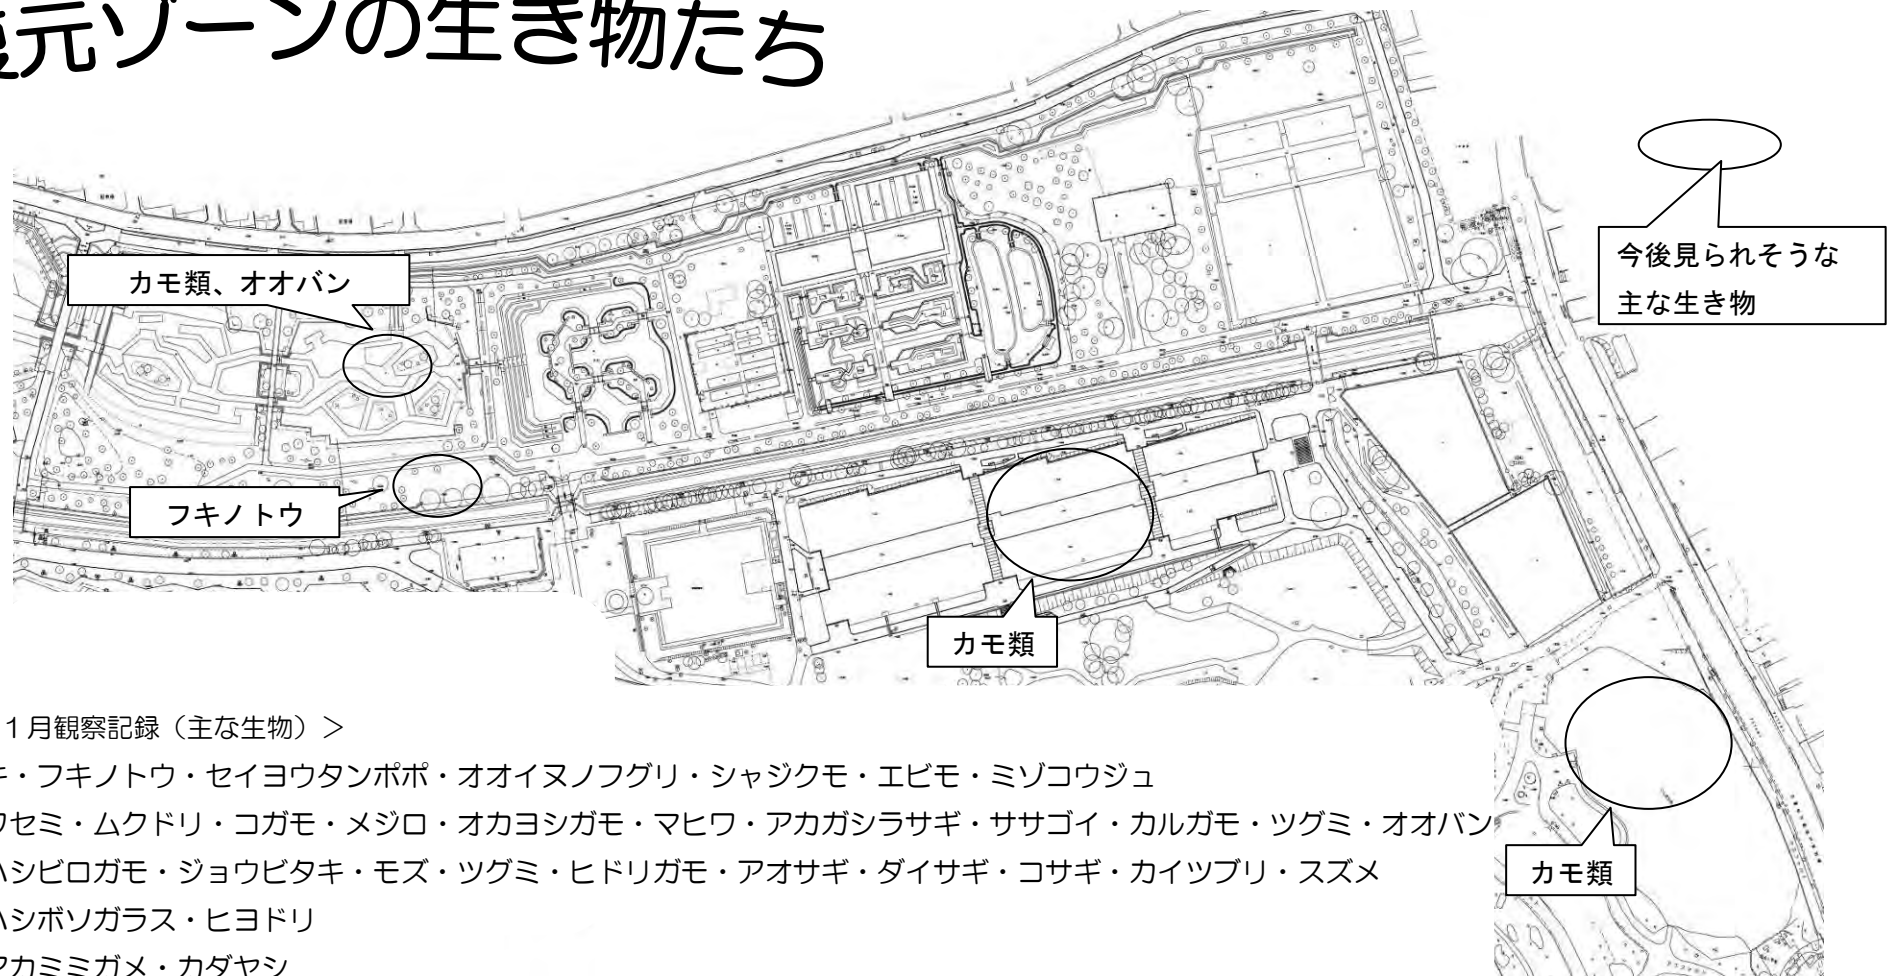 元ゾーンの生き物たち
今後見られそうな
主な生き物
カモ類、オオバン
フキノトウ
カモ類
カモ類
１月観察記録（主な生物）＞
・フキノトウ・セイヨウタンポポ・オオイヌノフグリ・シャジクモ・エビモ・ミゾコウジュ
ワセミ・ムクドリ・コガモ・メジロ・オカヨシガモ・マヒワ・アカガシラサギ・ササゴイ・カルガモ・ツグミ・オオバン
ハシビロガモ・ジョウビタキ・モズ・ツグミ・ヒドリガモ・アオサギ・ダイサギ・コサギ・カイツブリ・スズメ
ハシボソガラス・ヒヨドリ
アカミミガメ・カダヤシ